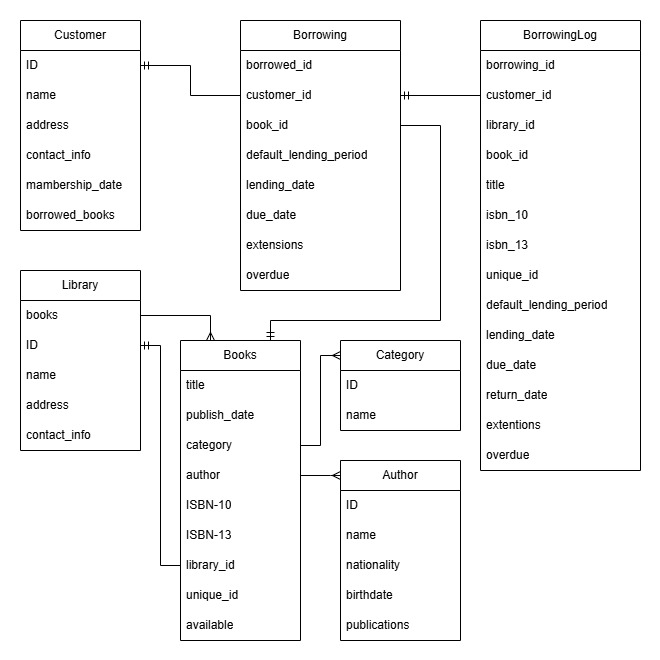 Customer
ID
name
address
contact_info
mambership_date
borrowed_books
Borrowing
borrowed_id
customer_id
book_id
default_lending_period
lending_date
due_date
extensions
overdue
BorrowingLog
borrowing_id
customer_id
library_id
book_id
title
isbn_10
isbn_13
unique_id
default_lending_period
lending_date
due_date
return_date
extentions
overdue
Library
books
ID
name
address
contact_info
Books
title
publish_date
category
author
ISBN-10
ISBN-13
library_id
unique_id
available
Category
ID
name
Author
ID
name
nationality
birthdate
publications